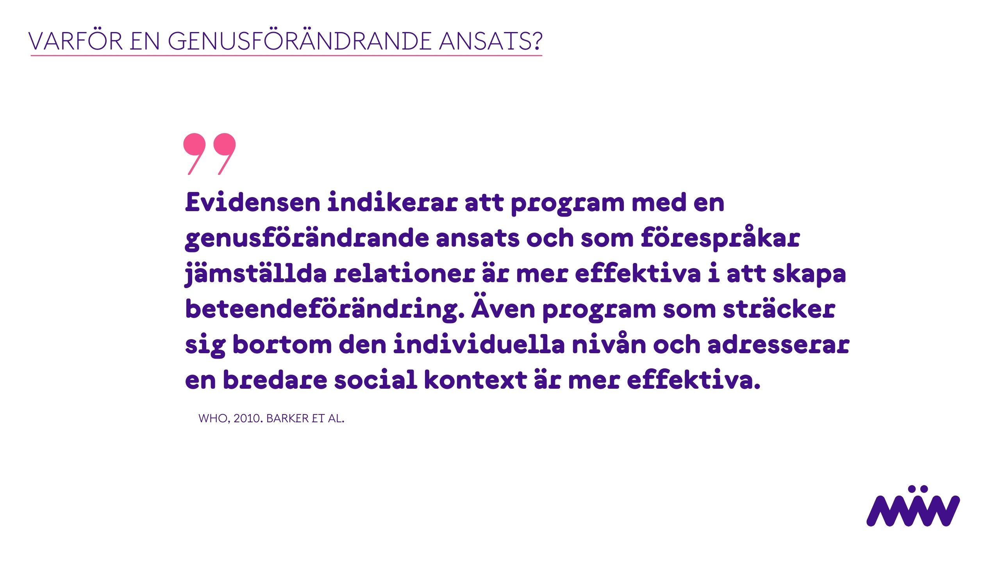 VARFÖR EN GENUSFÖRÄNDRANDE ANSATS?
”
Evidensen indikerar att program med en
genusförändrande ansats och som förespråkar
jämställda relationer är mer effektiva i att skapa
beteendeförändring. Även program som sträcker
sig bortom den individuella nivån och adresserar
en bredare social kontext är mer effektiva.
WHO, 2010. BARKER ET AL.
MÄN